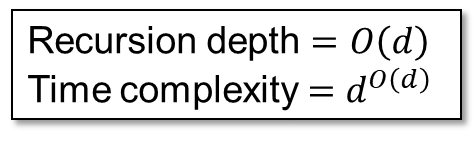 Recursion depth = O(d)
Time complexity = d^{O(d)}